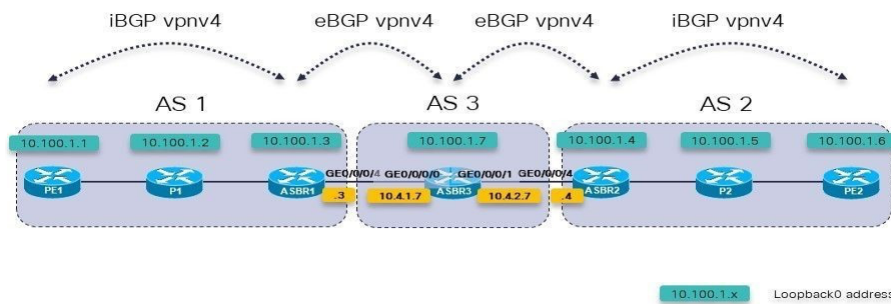 iBGP vpnv4 eBGP vpnv4 eBGP vpnv4 iBGP vpnv4
AS 1 AS 3 AS 2
10.100.1.1 10.100.1.2 10.100.1.3 10.100.1.7 10.100.1.4 10.100.1.5 10.100.1.6
GE0/0/0/4 GE0/0/0/0 GE0/0/0/1 GE0/0/0/4
PE1 P1 ASBR1 ASBR3 ASBR2 P2 PE2
.3 10.4.1.7 10.4.2.7 .4
10.100.1.x Loopback0 address